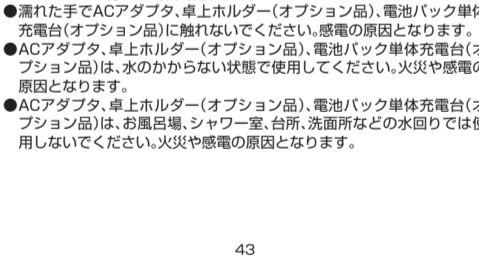 ●濡れた手でACアダプタ、卓上ホルダー(オプション品)、電池パック単体
充電台(オプション品)に触れないでください。感電の原因となります。
●ACアダプタ、卓上ホルダー(オプション品)、電池パック単体充電台(オ
プション品)は、水のかからない状態で使用してください。火災や感電の
原因となります。
●ACアダプタ、卓上ホルダー(オプション品)、電池パック単体充電台(オ
プション品)は、お風呂場、シャワー室、台所、洗面所などの水回りでは使
用しないでください。火災や感電の原因となります。
43